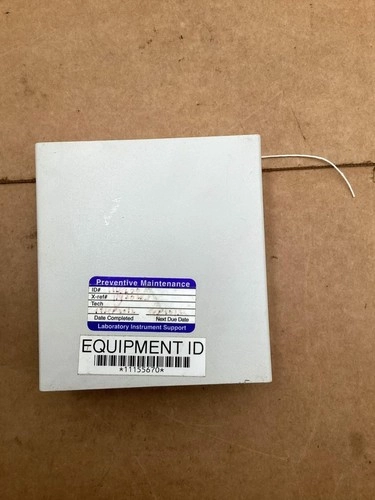 Preventive Maintenance
ID#
X-ref#
Tech
Date Completed Next Due Date
Laboratory Instrument Support
EQUIPMENT ID
*11155670*